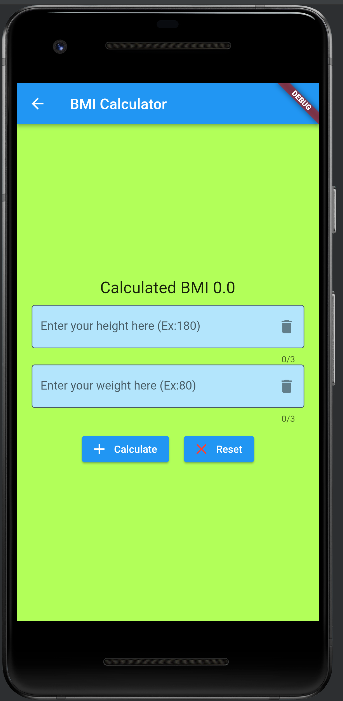 BMI Calculator
DEBUG
Calculated BMI 0.0
Enter your height here (Ex:180)
0/3
Enter your weight here (Ex:80)
0/3
Calculate
Reset